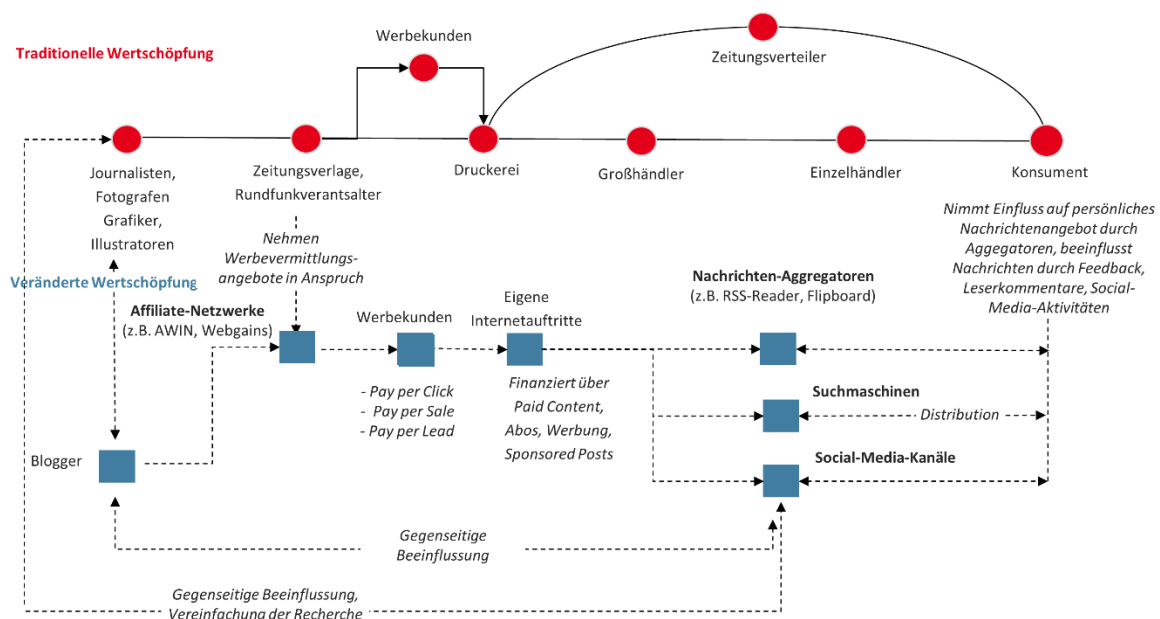 Werbekunden
Traditionelle Wertschöpfung
Zeitungsverteiler
Journalisten,
Fotografen
Grafiker,
Illustratoren
Zeitungsverlage,
Rundfunkverantsalter
Druckerei
Großhändler
Einzelhändler
Konsument
Nehmen
Werbevermittlungs-
angebote in Anspruch
Nimmt Einfluss auf persönliches
Nachrichtenangebot durch
Aggegatoren, beeinflusst
Nachrichten durch Feedback,
Leserkommentare, Social-
Media-Aktivitäten
Veränderte Wertschöpfung
Affiliate-Netzwerke
(z.B. AWIN, Webgains)
Werbekunden
Eigene
Internetauftritte
Nachrichten-Aggregatoren
(z.B. RSS-Reader, Flipboard)
- Pay per Click
- Pay per Sale
- Pay per Lead
Finanziert über
Paid Content,
Abos, Werbung,
Sponsored Posts
Suchmaschinen
Distribution
Blogger
Social-Media-Kanäle
Gegenseitige
Beeinflussung
Gegenseitige Beeinflussung,
Vereinfachung der Recherche